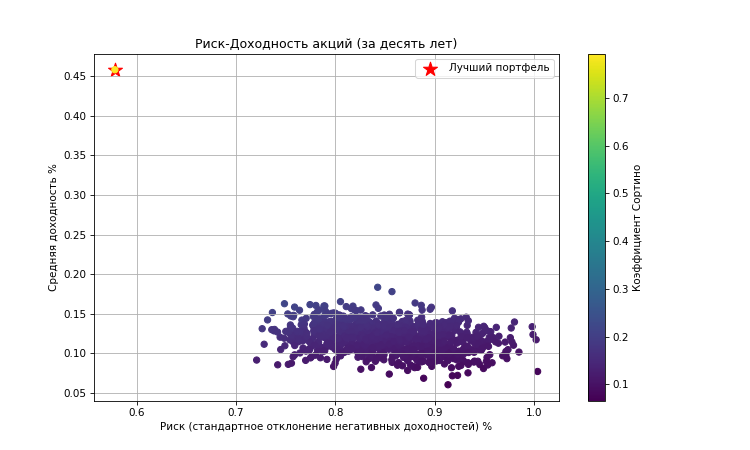 Риск-Доходность акций (за десять лет)
Лучший портфель
Средняя доходность %
0.45
0.40
0.35
0.30
0.25
0.20
0.15
0.10
0.05
0.6 0.7 0.8 0.9 1.0
Риск (стандартное отклонение негативных доходностей) %
0.7
0.6
0.5
0.4
0.3
0.2
0.1
Коэффициент Сортино